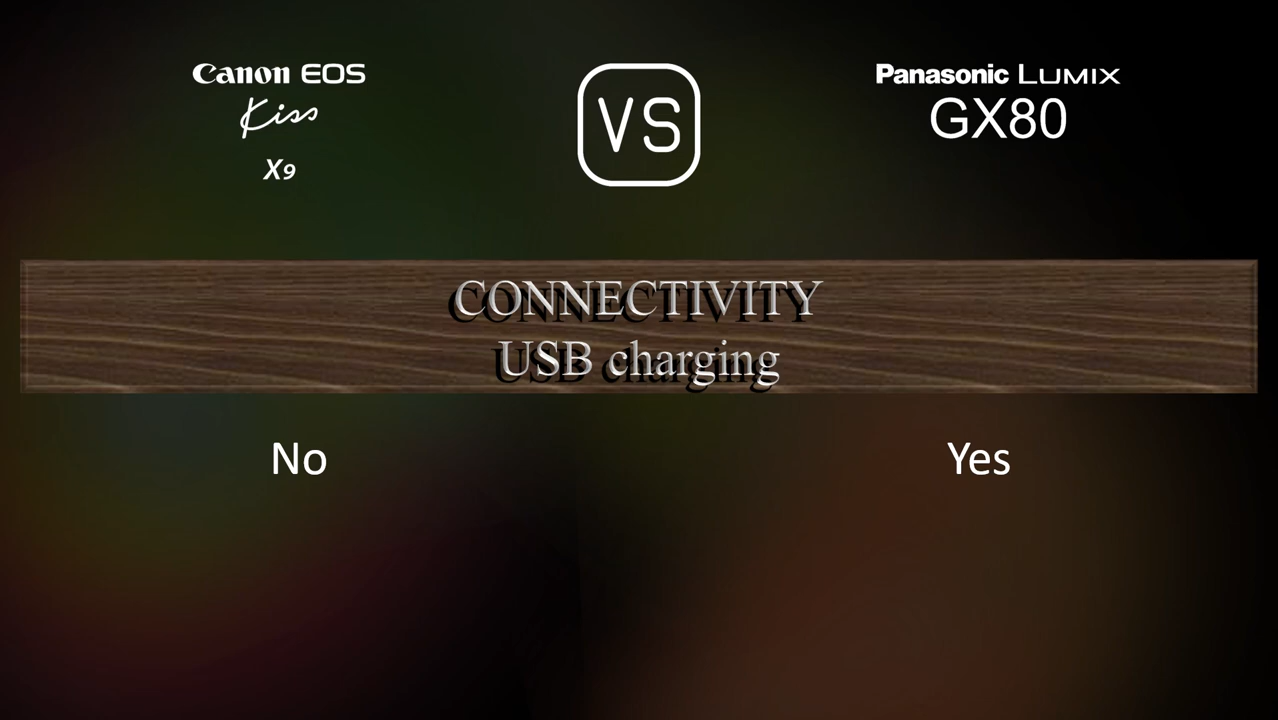 Canon EOS
Kiss
X9
VS
Panasonic LUMIX
GX80
CONNECTIVITY
USB charging
No
Yes